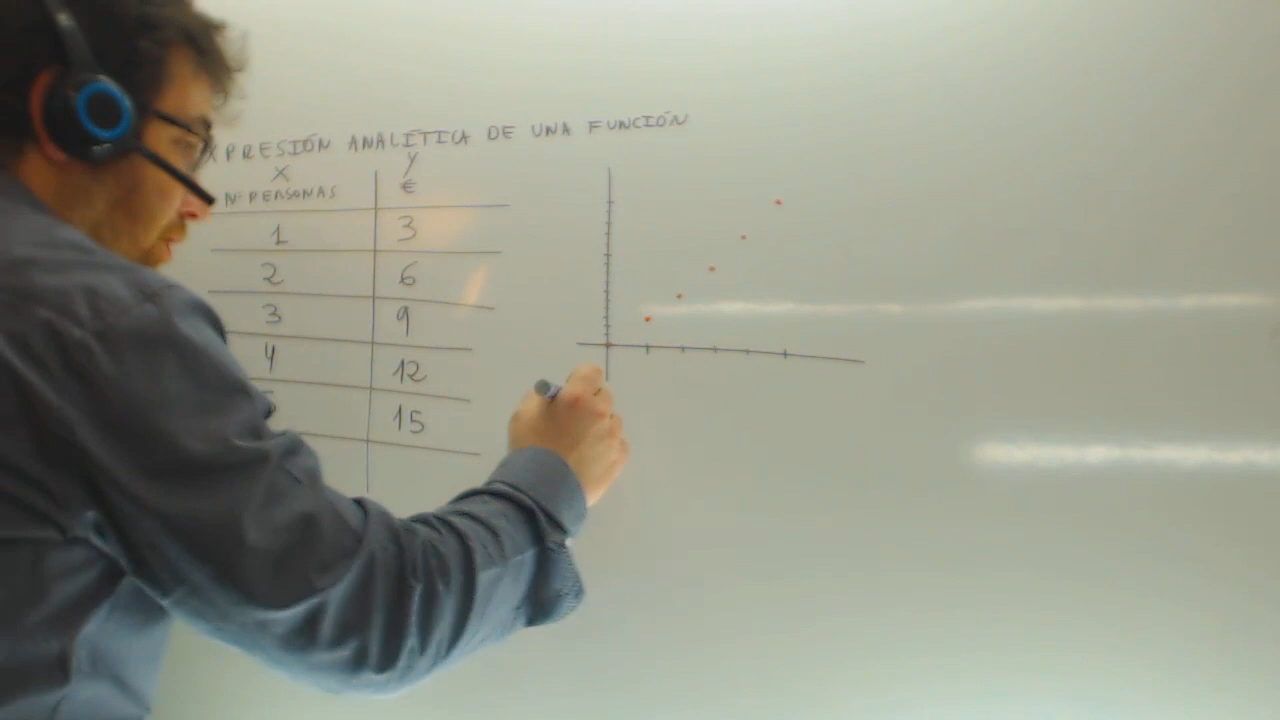 XPRESIÓN ANALÍTICA DE UNA FUNCIÓN
X Y
Nº PERSONAS €
1 3
2 6
3 9
4 12
15